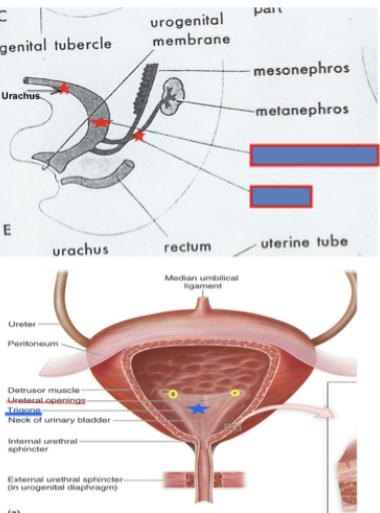 C
part
urogenital
membrane
genital tubercle
mesonephros
Urachus
metanephros
E
urachus
rectum
uterine tube
Median umbilical
ligament
Ureter
Peritoneum
Detrusor muscle
Ureteral openings
Trigone
Neck of urinary bladder
Internal urethral
sphincter
External urethral sphincter
(in urogenital diaphragm)
(a)